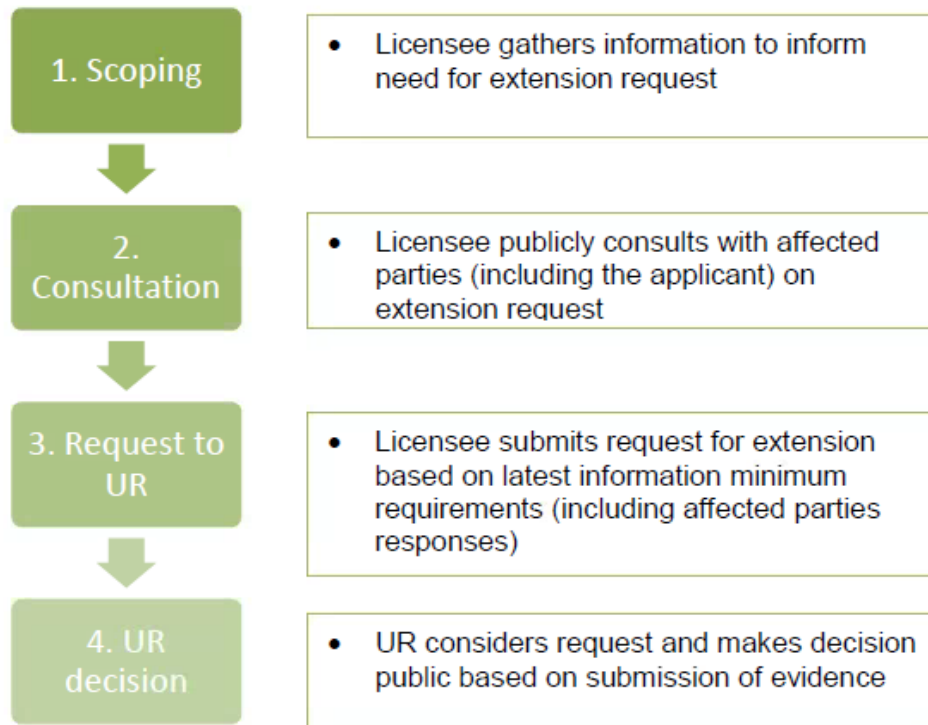 1. Scoping
• Licensee gathers information to inform
need for extension request
2.
Consultation
• Licensee publicly consults with affected
parties (including the applicant) on
extension request
3. Request to
UR
• Licensee submits request for extension
based on latest information minimum
requirements (including affected parties
responses)
4. UR
decision
• UR considers request and makes decision
public based on submission of evidence